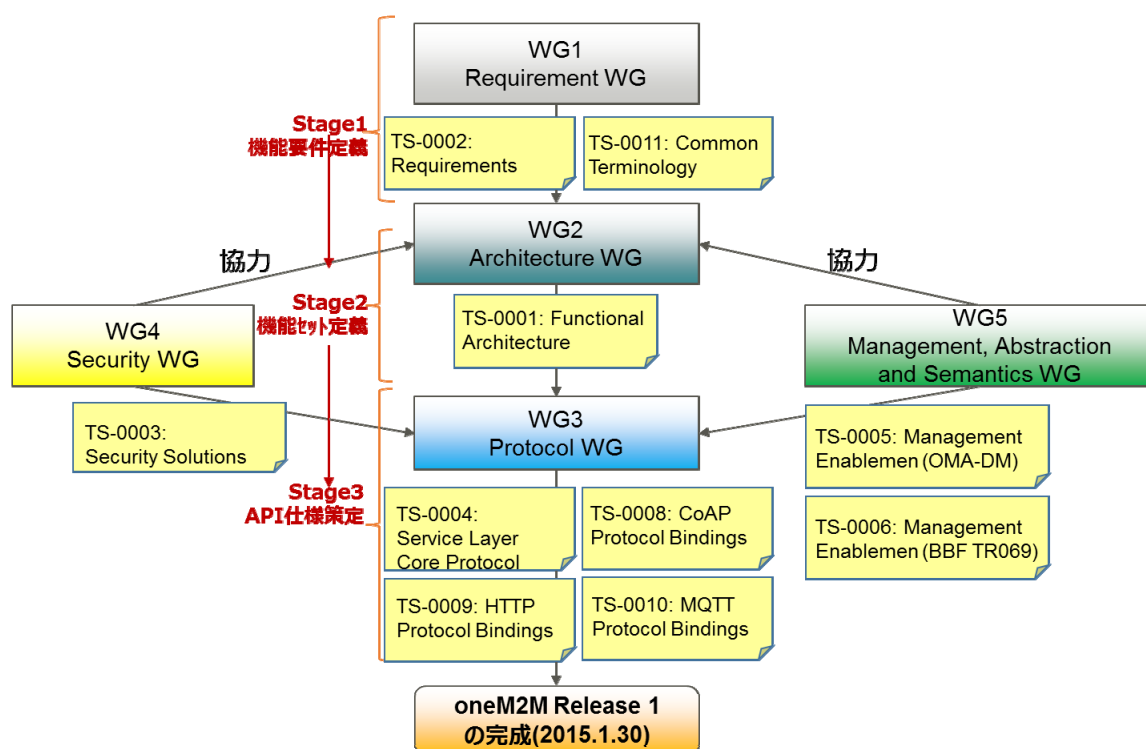 WG1
Requirement WG
Stage1
機能要件定義
TS-0002:
Requirements
TS-0011: Common
Terminology
WG2
Architecture WG
協力
協力
Stage2
機能ｾｯﾄ定義
TS-0001: Functional
Architecture
WG4
Security WG
WG5
Management, Abstraction
and Semantics WG
WG3
Protocol WG
TS-0003:
Security Solutions
TS-0005: Management
Enablemen (OMA-DM)
Stage3
API仕様策定
TS-0004:
Service Layer
Core Protocol
TS-0008: CoAP
Protocol Bindings
TS-0006: Management
Enablemen (BBF TR069)
TS-0009: HTTP
Protocol Bindings
TS-0010: MQTT
Protocol Bindings
oneM2M Release 1
の完成(2015.1.30)